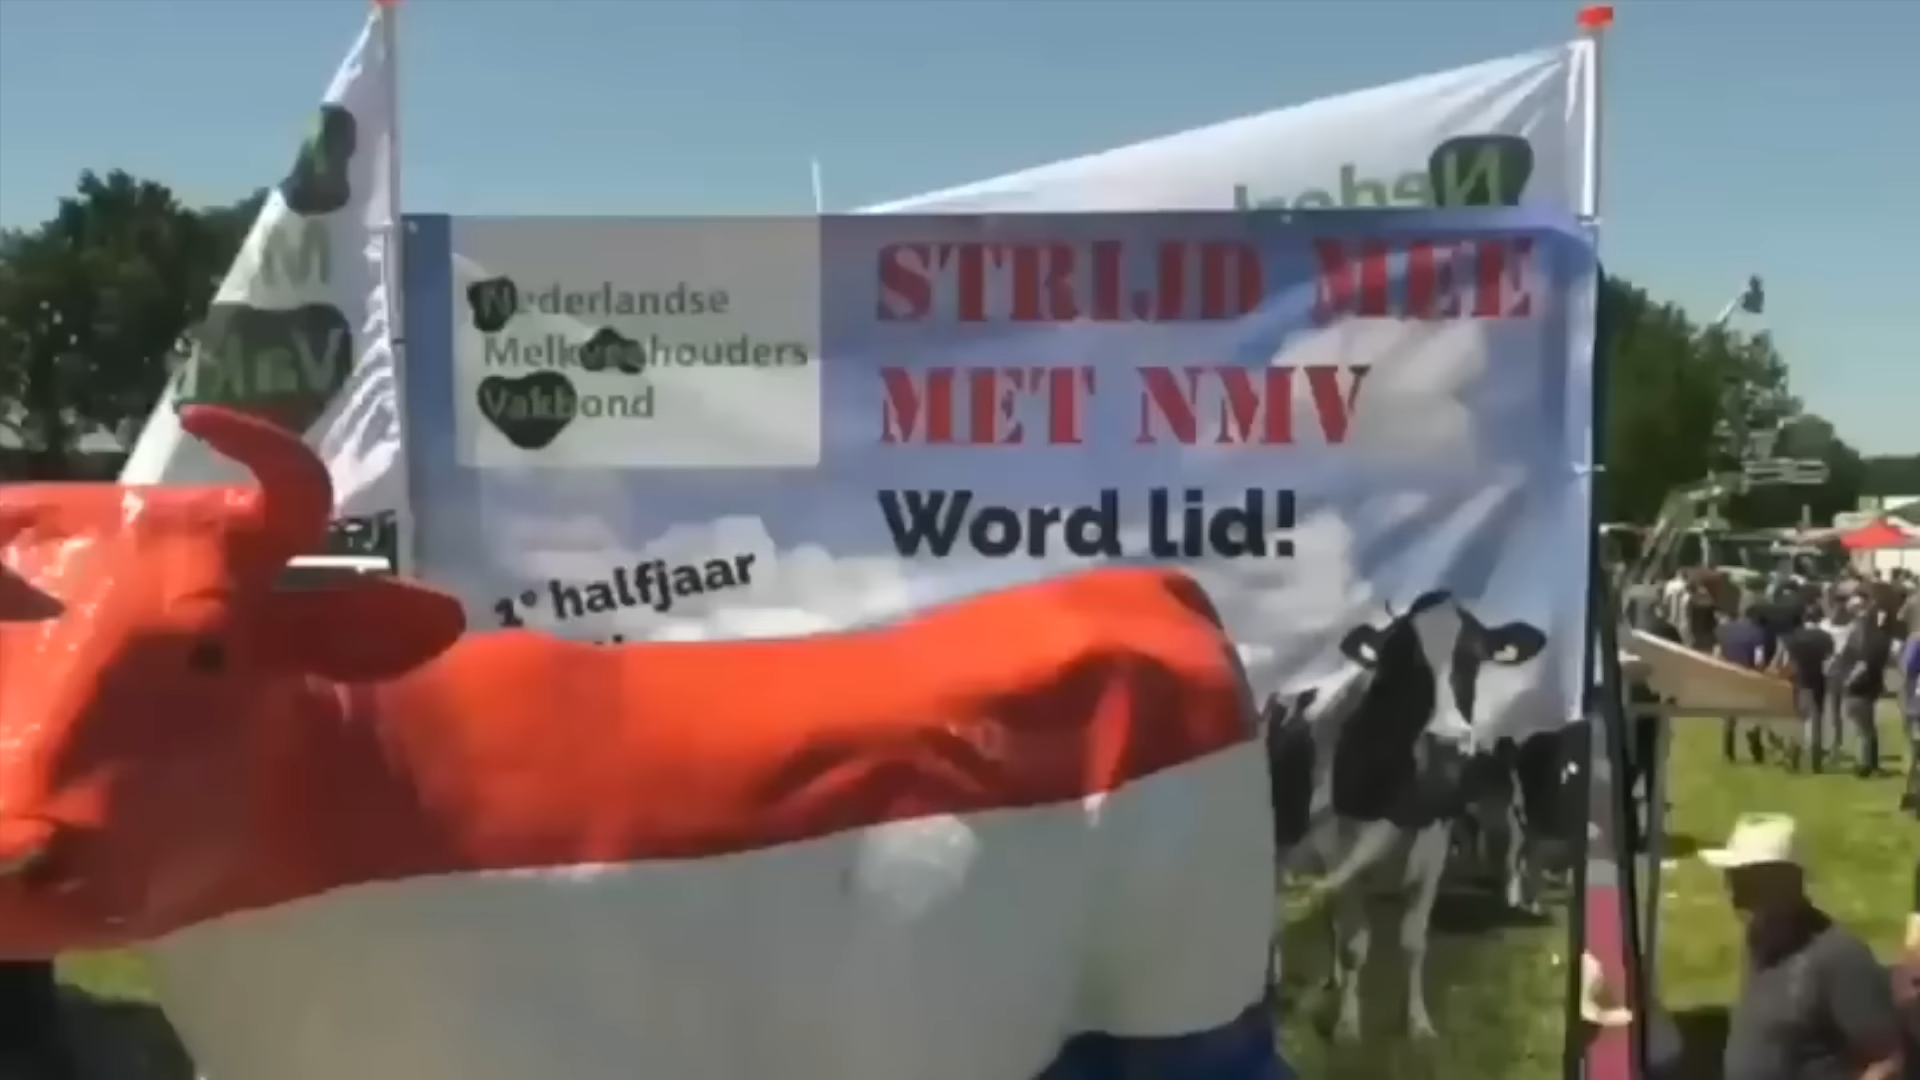 Nederlandse
Melkveehouders
Vakbond
STRIJD MEE
MET NMV
Word lid!
1e halfjaar